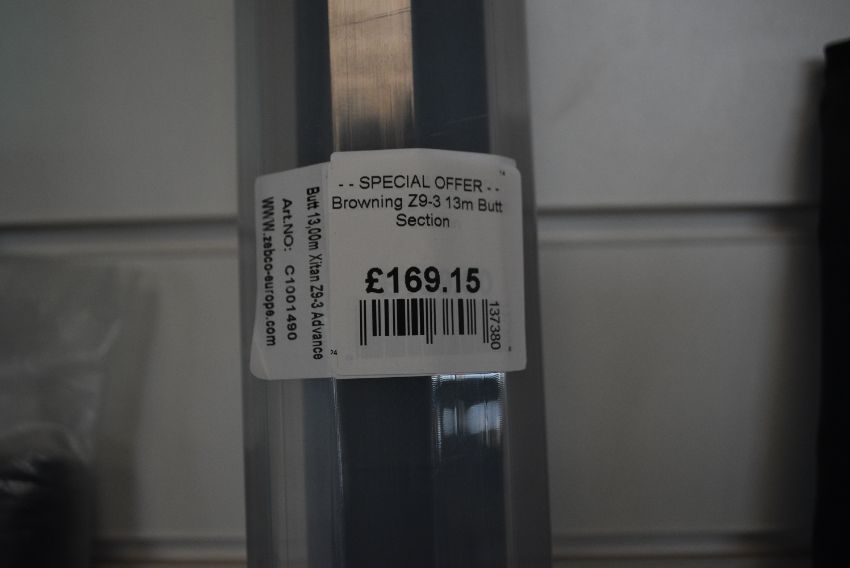 - - SPECIAL OFFER - -
Browning Z9-3 13m Butt
Section
£169.15
137380
Butt 13,00m Xitan Z9-3 Advance
Art.NO: C1001490
WWW.zebco-europe.com